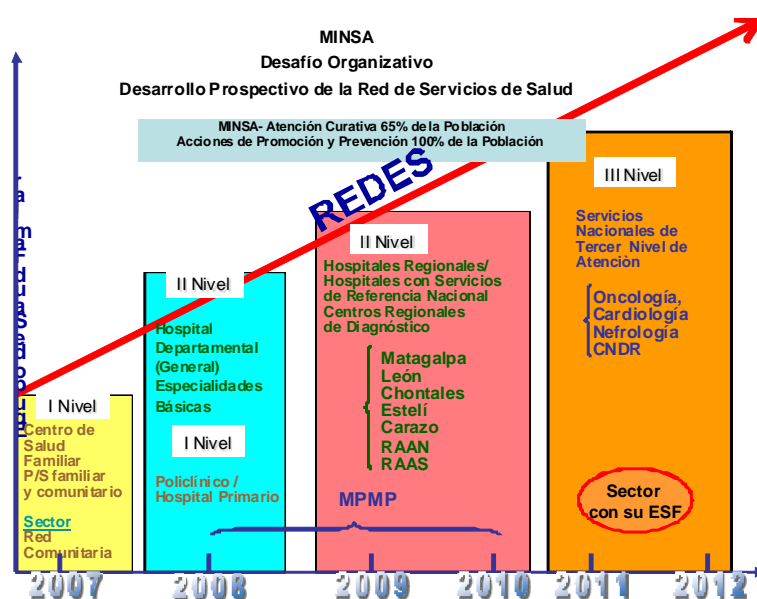 MINSA
Desafío Organizativo
Desarrollo Prospectivo de la Red de Servicios de Salud
MINSA- Atención Curativa 65% de la Población
Acciones de Promoción y Prevención 100% de la Población
REDES
I Nivel
Centro de
Salud
Familiar
P/S familiar
y comunitario
Sector
Red
Comunitaria
II Nivel
Hospital
Departamental
(General)
Especialidades
Básicas
I Nivel
Policlínico /
Hospital Primario
II Nivel
Hospitales Regionales/
Hospitales con Servicios
de Referencia Nacional
Centros Regionales
de Diagnóstico
Matagalpa
León
Chontales
Estelí
Carazo
RAAN
RAAS
MPMP
III Nivel
Servicios
Nacionales de
Tercer Nivel de
Atenciòn
Oncología,
Cardiología
Nefrología
CNDR
Sector
con su ESF
2007
2008
2009
2010
2011
2012